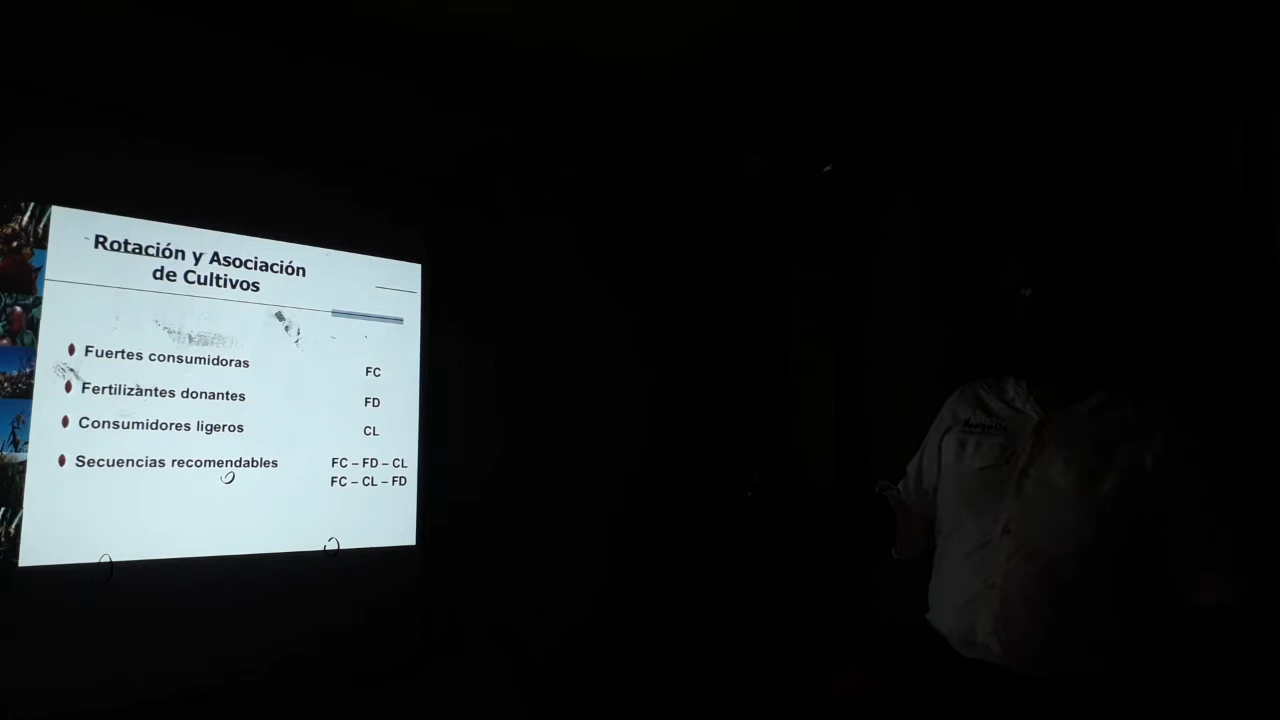 Rotación y Asociación
de Cultivos
Fuertes consumidoras FC
Fertilizantes donantes FD
Consumidores ligeros CL
Secuencias recomendables FC – FD – CL
FC – CL – FD